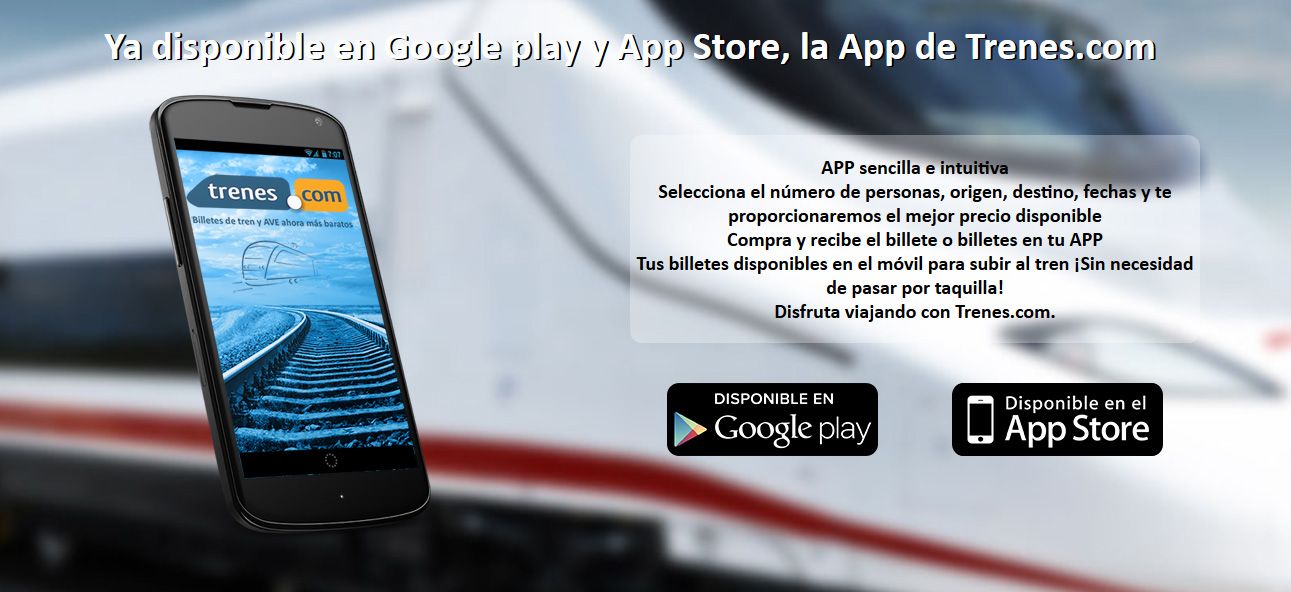 Ya disponible en Google play y App Store, la App de Trenes.com
7:07
trenes.com
Billetes de tren y AVE ahora más baratos
APP sencilla e intuitiva
Selecciona el número de personas, origen, destino, fechas y te
proporcionaremos el mejor precio disponible
Compra y recibe el billete o billetes en tu APP
Tus billetes disponibles en el móvil para subir al tren ¡Sin necesidad
de pasar por taquilla!
Disfruta viajando con Trenes.com.
DISPONIBLE EN
Google play
Disponible en el
App Store